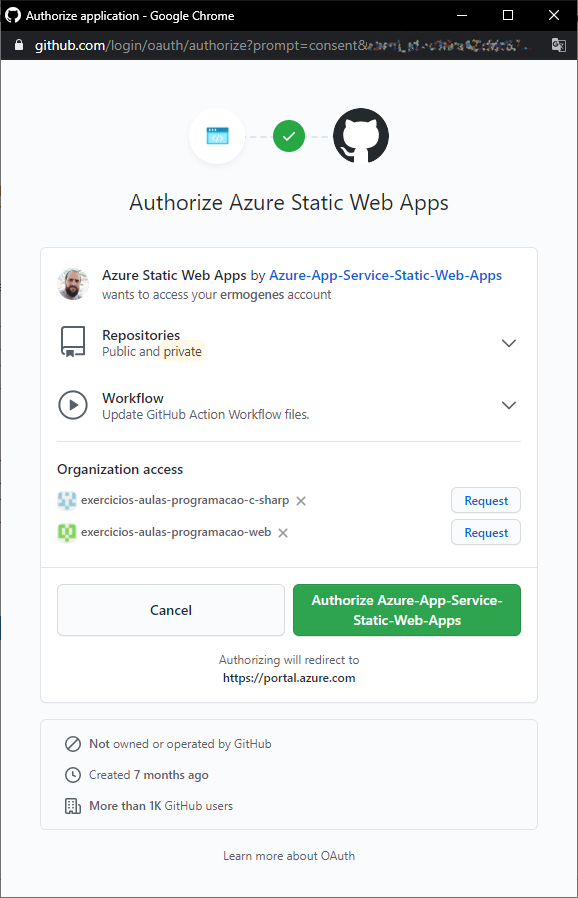 Authorize application - Google Chrome
github.com/login/oauth/authorize?prompt=consent&
Authorize Azure Static Web Apps
Azure Static Web Apps by Azure-App-Service-Static-Web-Apps
wants to access your ermogenes account
Repositories
Public and private
Workflow
Update GitHub Action Workflow files.
Organization access
exercicios-aulas-programacao-c-sharp
Request
exercicios-aulas-programacao-web
Request
Cancel
Authorize Azure-App-Service-
Static-Web-Apps
Authorizing will redirect to
https://portal.azure.com
Not owned or operated by GitHub
Created 7 months ago
More than 1K GitHub users
Learn more about OAuth